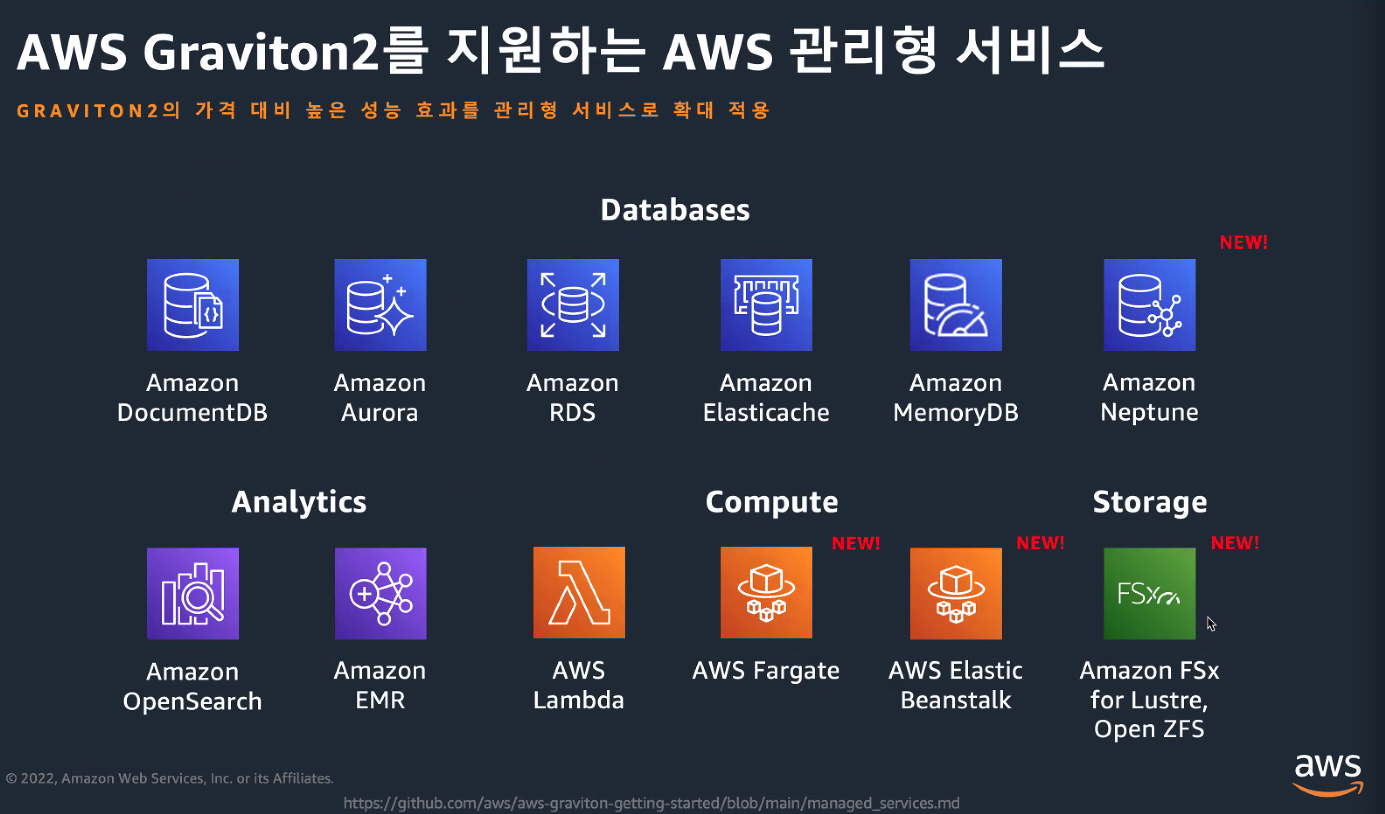 AWS Graviton2를 지원하는 AWS 관리형 서비스
GRAVITON2의 가격 대비 높은 성능 효과를 관리형 서비스로 확대 적용
Databases
NEW!
Amazon
DocumentDB
Amazon
Aurora
Amazon
RDS
Amazon
Elasticache
Amazon
MemoryDB
Amazon
Neptune
Analytics
Amazon
OpenSearch
Amazon
EMR
Compute
AWS
Lambda
NEW!
AWS Fargate
NEW!
AWS Elastic
Beanstalk
Storage
NEW!
FSx
Amazon FSx
for Lustre,
Open ZFS
© 2022, Amazon Web Services, Inc. or its Affiliates.
https://github.com/aws/aws-graviton-getting-started/blob/main/managed_services.md
aws